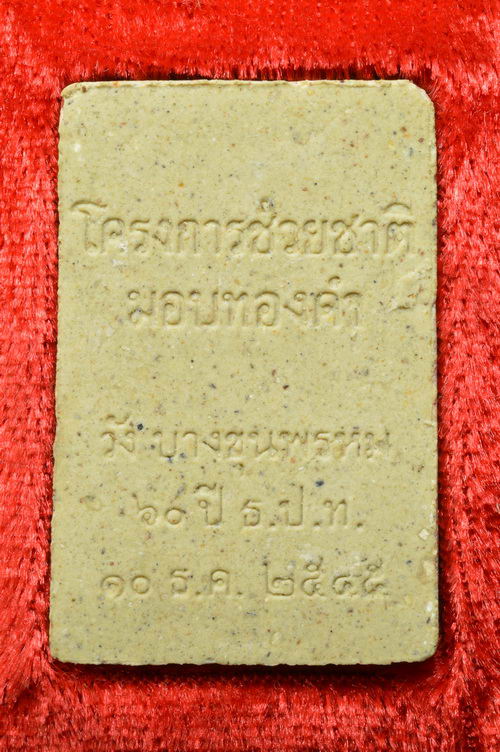 โครงการช่วยชาติ
มอบทองคำ
วัง บางขุนพรหม
๖๐ ปี ธ.ป.ท.
๑๐ ธ.ค. ๒๕๔๕